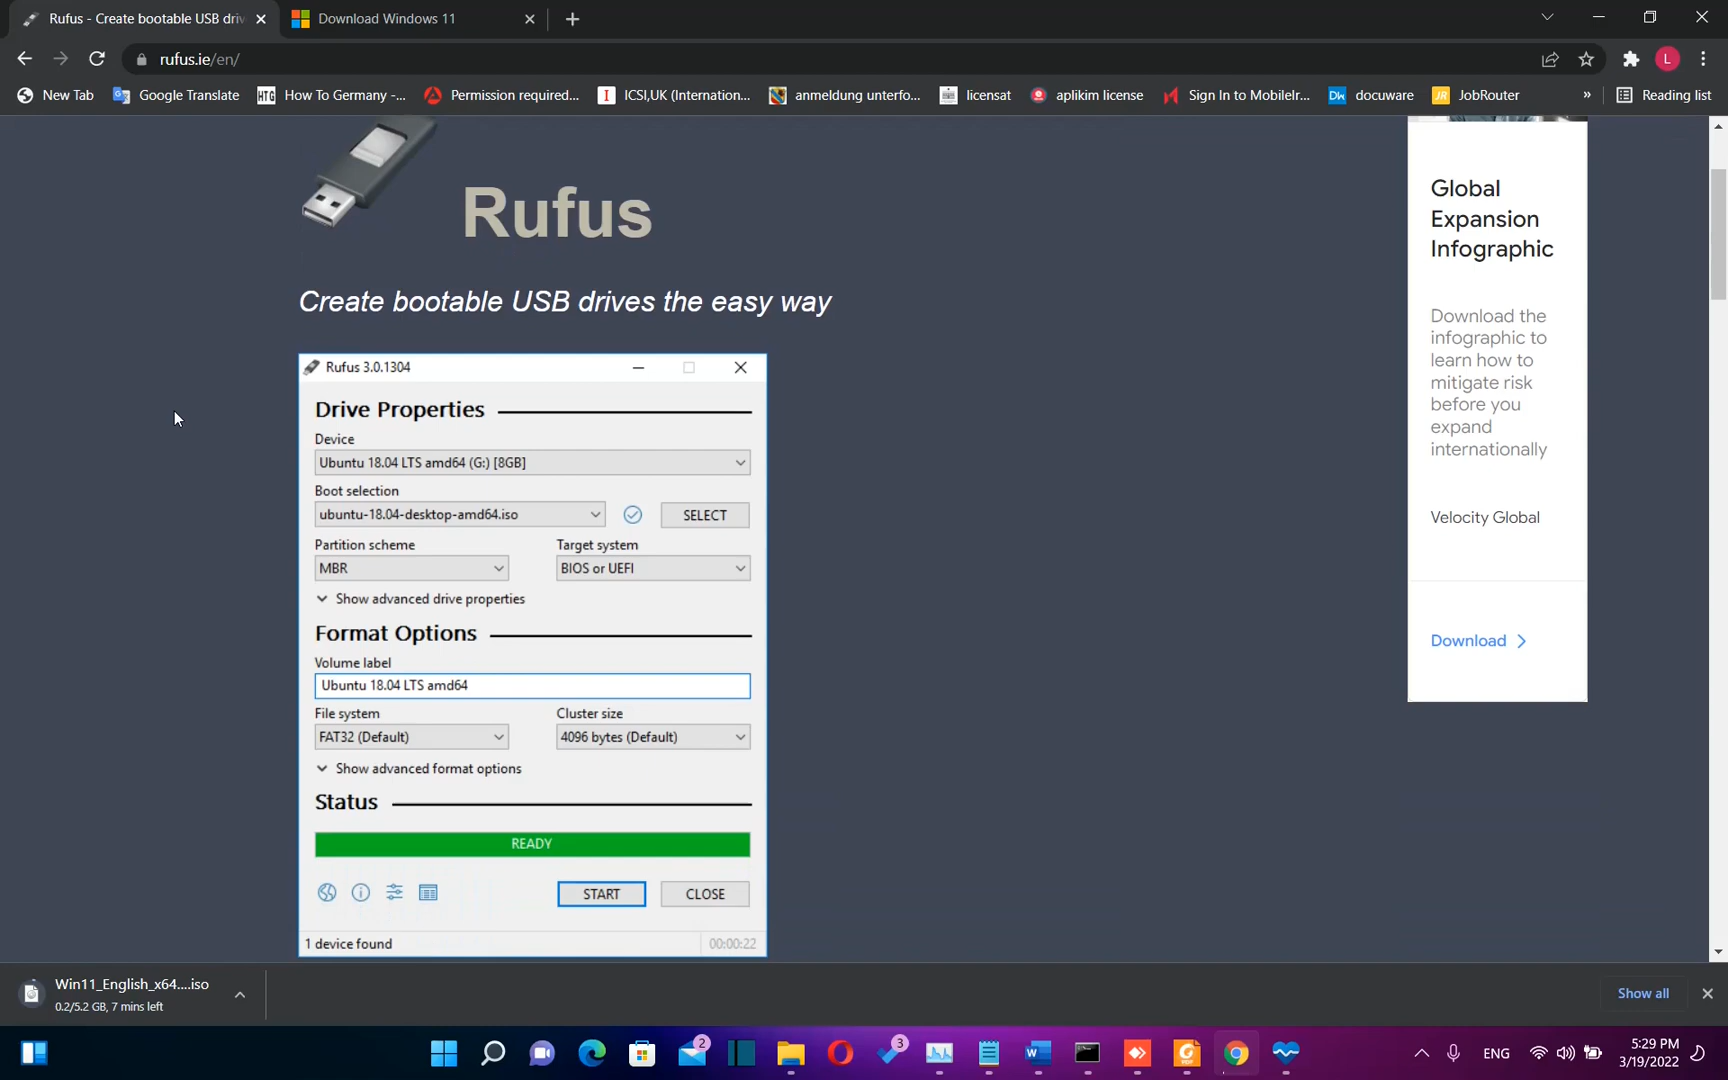 Rufus - Create bootable USB driv
Download Windows 11
rufus.ie/en/
L
New Tab
Google Translate
HTG
How To Germany -...
Permission required...
ICSI,UK (Internation...
anmeldung unterfo...
licensat
aplikim license
Sign In to MobileIr...
DW
docuware
JR
JobRouter
»
Reading list
Rufus
Create bootable USB drives the easy way
Rufus 3.0.1304
Drive Properties
Device
Ubuntu 18.04 LTS amd64 (G:) [8GB]
Boot selection
ubuntu-18.04-desktop-amd64.iso
SELECT
Partition scheme
Target system
MBR
BIOS or UEFI
Show advanced drive properties
Format Options
Volume label
Ubuntu 18.04 LTS amd64
File system
Cluster size
FAT32 (Default)
4096 bytes (Default)
Show advanced format options
Status
READY
START
CLOSE
1 device found
00:00:22
Global
Expansion
Infographic
Download the
infographic to
learn how to
mitigate risk
before you
expand
internationally
Velocity Global
Download
Win11_English_x64....iso
0.2/5.2 GB, 7 mins left
Show all
2
3
ENG
5:29 PM
3/19/2022